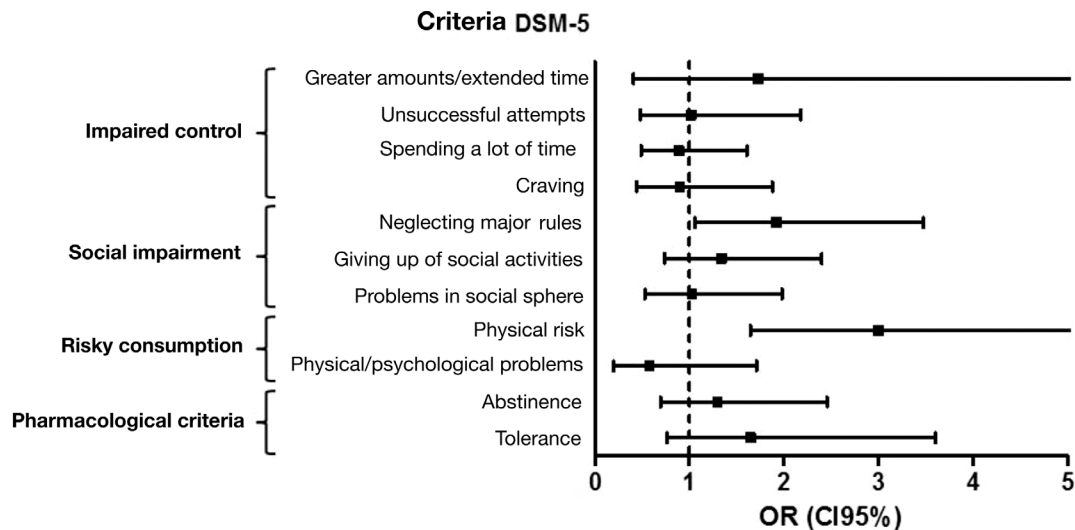 Criteria DSM-5
Impaired control
Greater amounts/extended time
Unsuccessful attempts
Spending a lot of time
Craving
Social impairment
Neglecting major rules
Giving up of social activities
Problems in social sphere
Risky consumption
Physical risk
Physical/psychological problems
Pharmacological criteria
Abstinence
Tolerance
0 1 2 3 4 5
OR (CI95%)